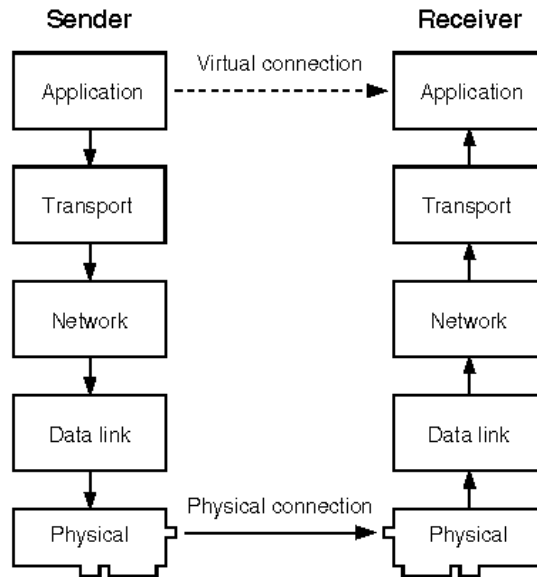 Sender
Receiver
Application
Virtual connection
Application
Transport
Transport
Network
Network
Data link
Data link
Physical
Physical connection
Physical